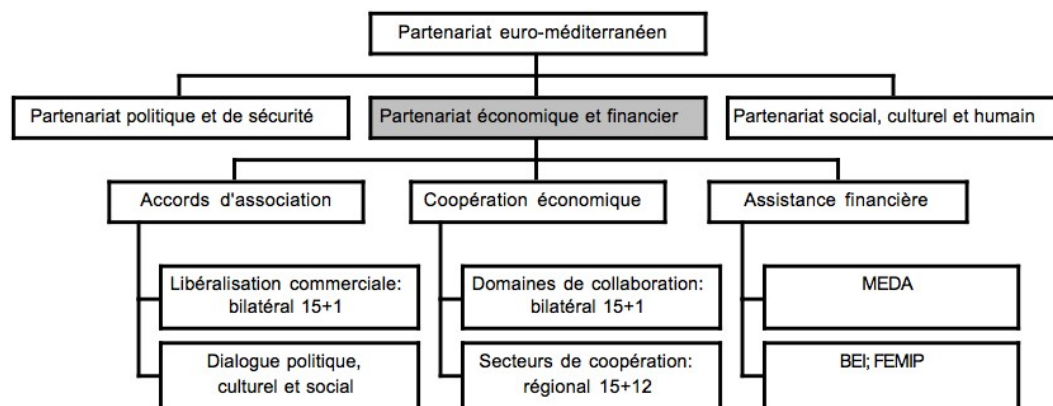 Partenariat euro-méditerranéen
Partenariat politique et de sécurité
Partenariat économique et financier
Partenariat social, culturel et humain
Accords d'association
Coopération économique
Assistance financière
Libéralisation commerciale:
bilatéral 15+1
Domaines de collaboration:
bilatéral 15+1
MEDA
Dialogue politique,
culturel et social
Secteurs de coopération:
régional 15+12
BEI; FEMIP